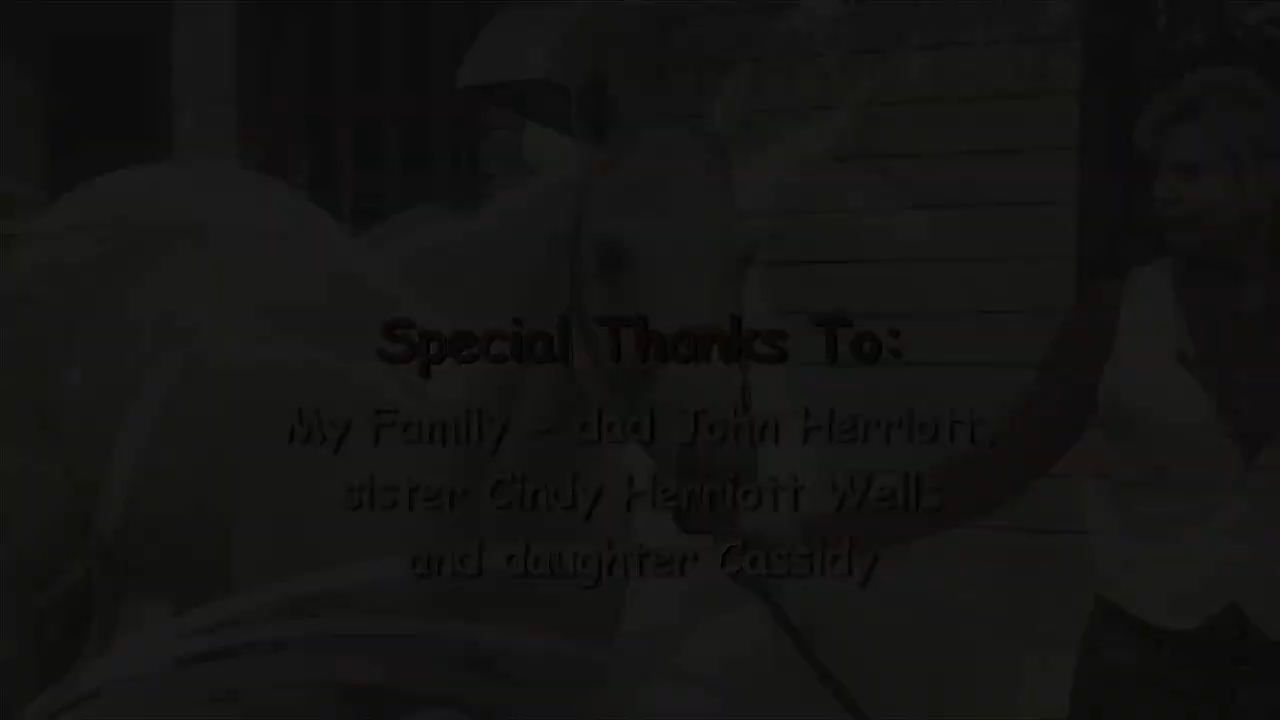 Special Thanks To:
My Family - dad John Herriott,
sister Cindy Herriott Wells
and daughter Cassidy